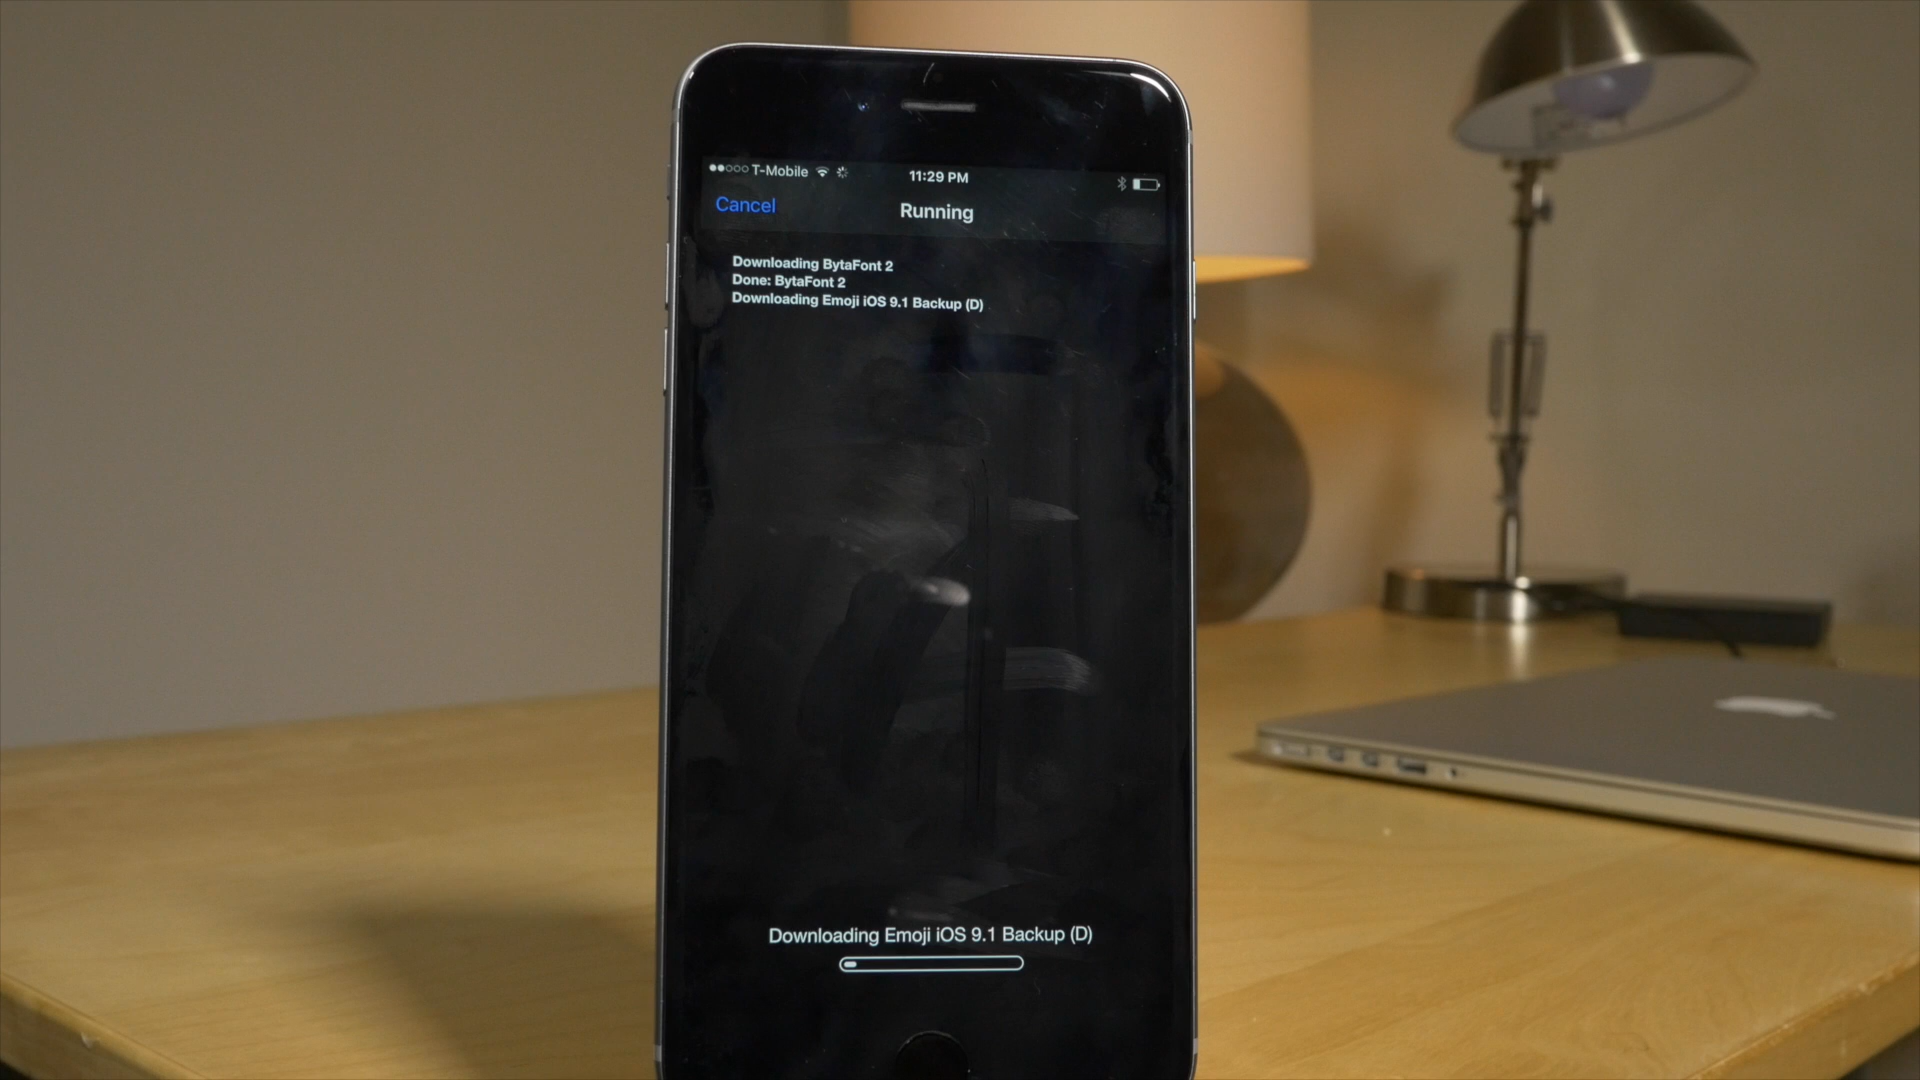 T-Mobile
11:29 PM
Cancel
Running
Downloading BytaFont 2
Done: BytaFont 2
Downloading Emoji iOS 9.1 Backup (D)
Downloading Emoji iOS 9.1 Backup (D)